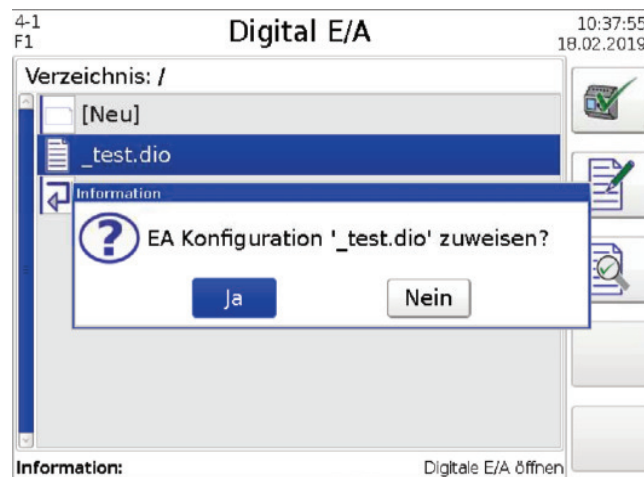 4-1
F1
Digital E/A
10:37:55
18.02.2019
Verzeichnis: /
[Neu]
_test.dio
Information
EA Konfiguration '_test.dio' zuweisen?
Ja
Nein
Information:
Digitale E/A öffnen